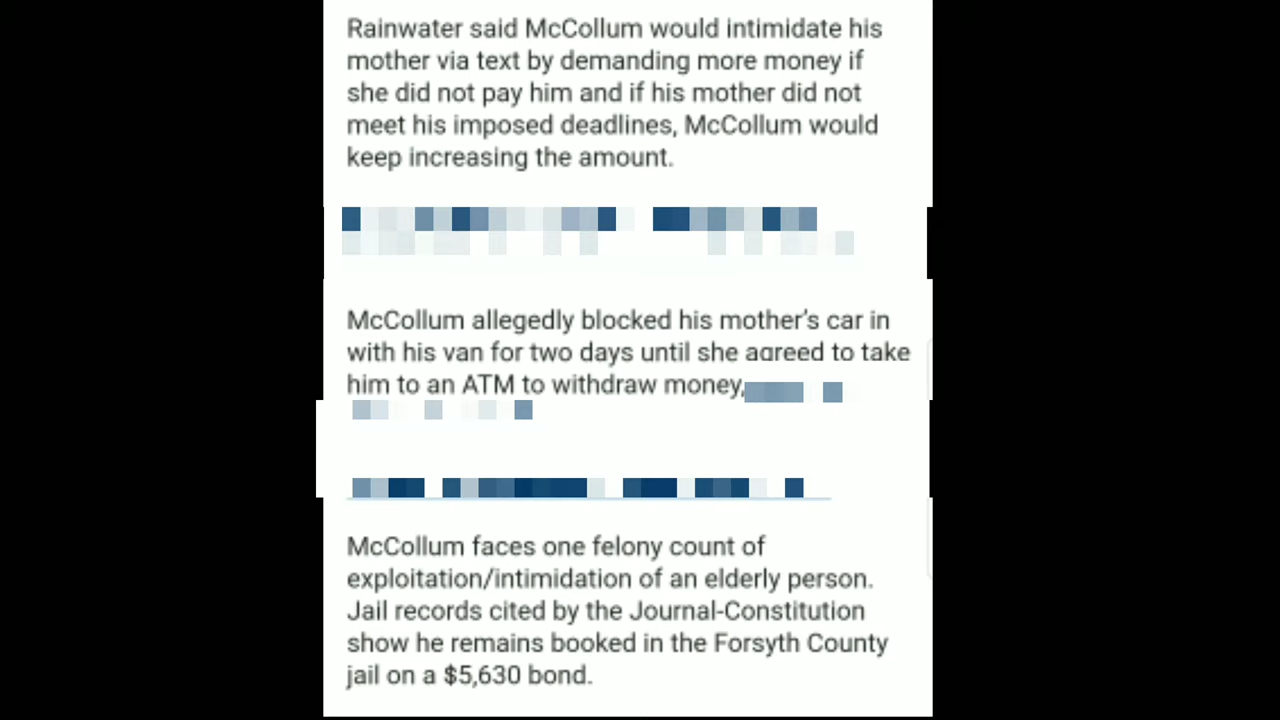 Rainwater said McCollum would intimidate his
mother via text by demanding more money if
she did not pay him and if his mother did not
meet his imposed deadlines, McCollum would
keep increasing the amount.
McCollum allegedly blocked his mother's car in
with his van for two days until she agreed to take
him to an ATM to withdraw money,
McCollum faces one felony count of
exploitation/intimidation of an elderly person.
Jail records cited by the Journal-Constitution
show he remains booked in the Forsyth County
jail on a $5,630 bond.